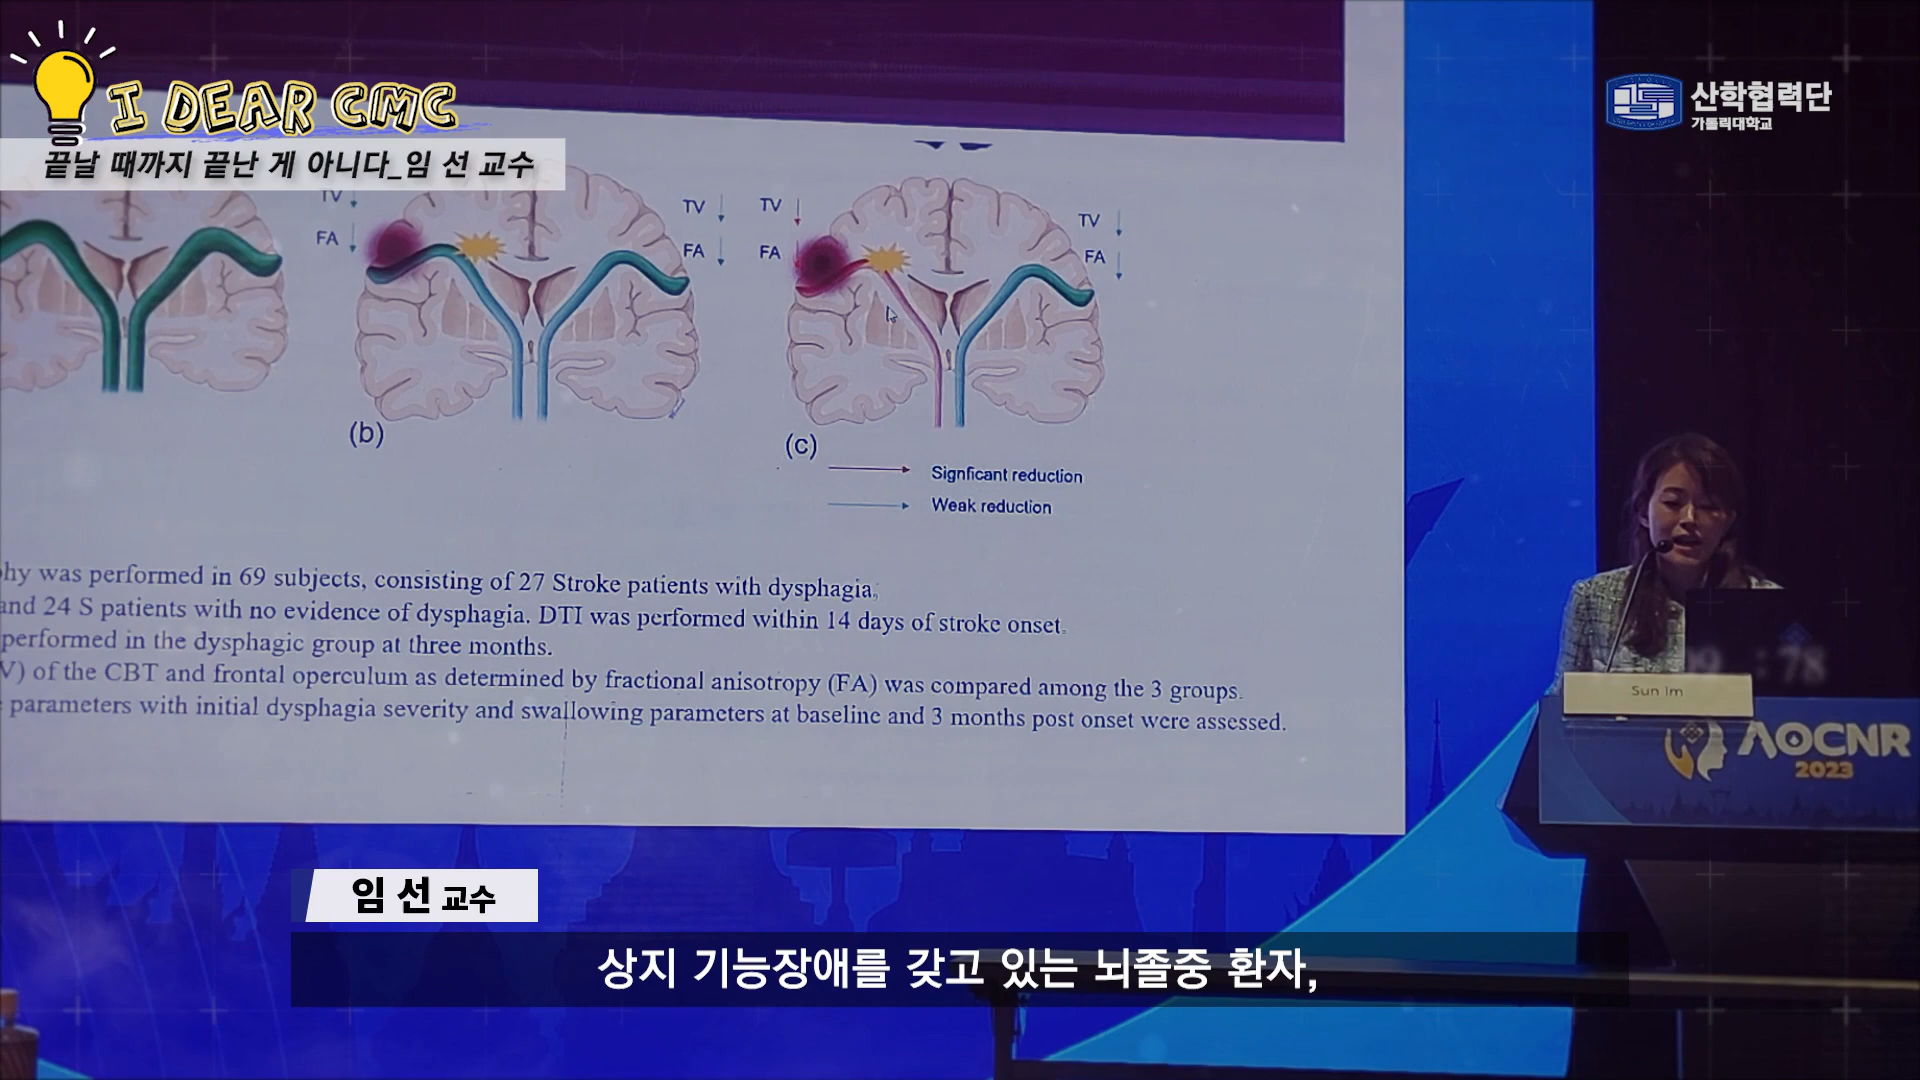 I DEAR CMC
끝날 때까지 끝난 게 아니다_임 선 교수
산학협력단
가톨릭대학교
TV
FA
TV
FA
TV
FA
TV
FA
(b)
(c)
Signficant reduction
Weak reduction
was performed in 69 subjects, consisting of 27 Stroke patients with dysphagia,
and 24 S patients with no evidence of dysphagia. DTI was performed within 14 days of stroke onset.
performed in the dysphagic group at three months.
of the CBT and frontal operculum as determined by fractional anisotropy (FA) was compared among the 3 groups.
parameters with initial dysphagia severity and swallowing parameters at baseline and 3 months post onset were assessed.
Sun Im
AOCNR
2023
임 선 교수
상지 기능장애를 갖고 있는 뇌졸중 환자,